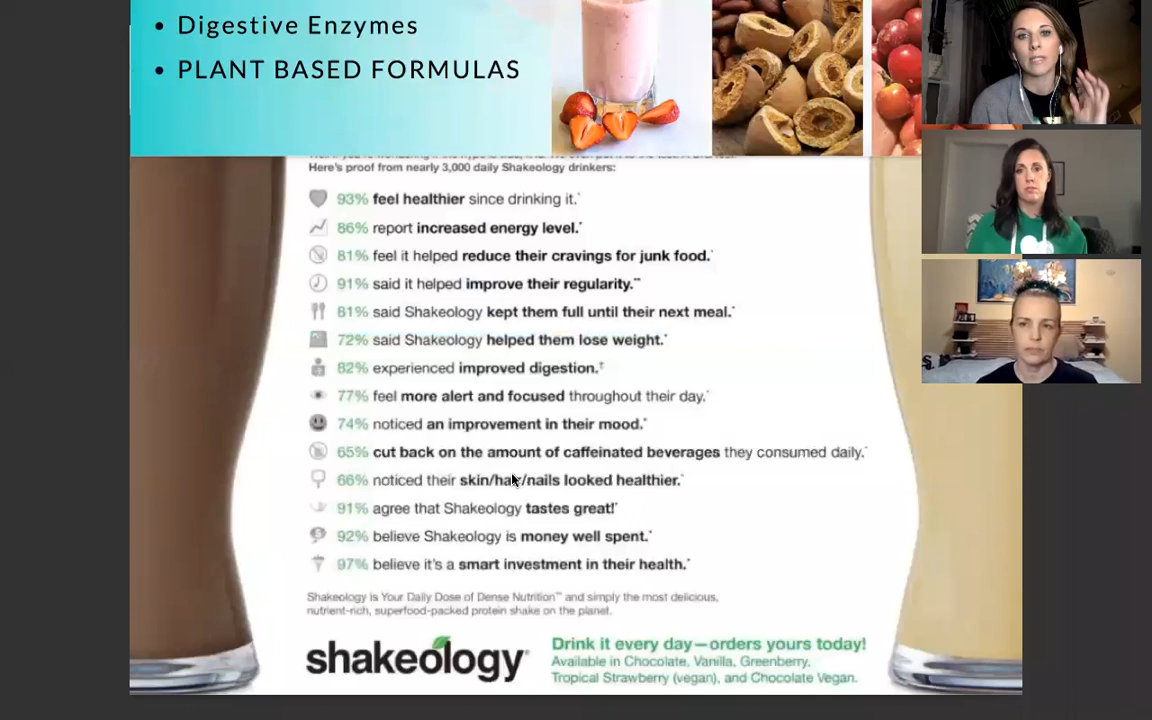 • Digestive Enzymes
• PLANT BASED FORMULAS
Here's proof from nearly 3,000 daily Shakeology drinkers:
93% feel healthier since drinking it.*
86% report increased energy level.*
81% feel it helped reduce their cravings for junk food.*
91% said it helped improve their regularity.**
81% said Shakeology kept them full until their next meal.*
72% said Shakeology helped them lose weight.*
82% experienced improved digestion.‡
77% feel more alert and focused throughout their day.*
74% noticed an improvement in their mood.*
65% cut back on the amount of caffeinated beverages they consumed daily.*
66% noticed their skin/hair/nails looked healthier.*
91% agree that Shakeology tastes great!*
92% believe Shakeology is money well spent.*
97% believe it's a smart investment in their health.*
Shakeology is Your Daily Dose of Dense Nutrition™ and simply the most delicious,
nutrient-rich, superfood-packed protein shake on the planet.
shakeology
Drink it every day—orders yours today!
Available in Chocolate, Vanilla, Greenberry,
Tropical Strawberry (vegan), and Chocolate Vegan.